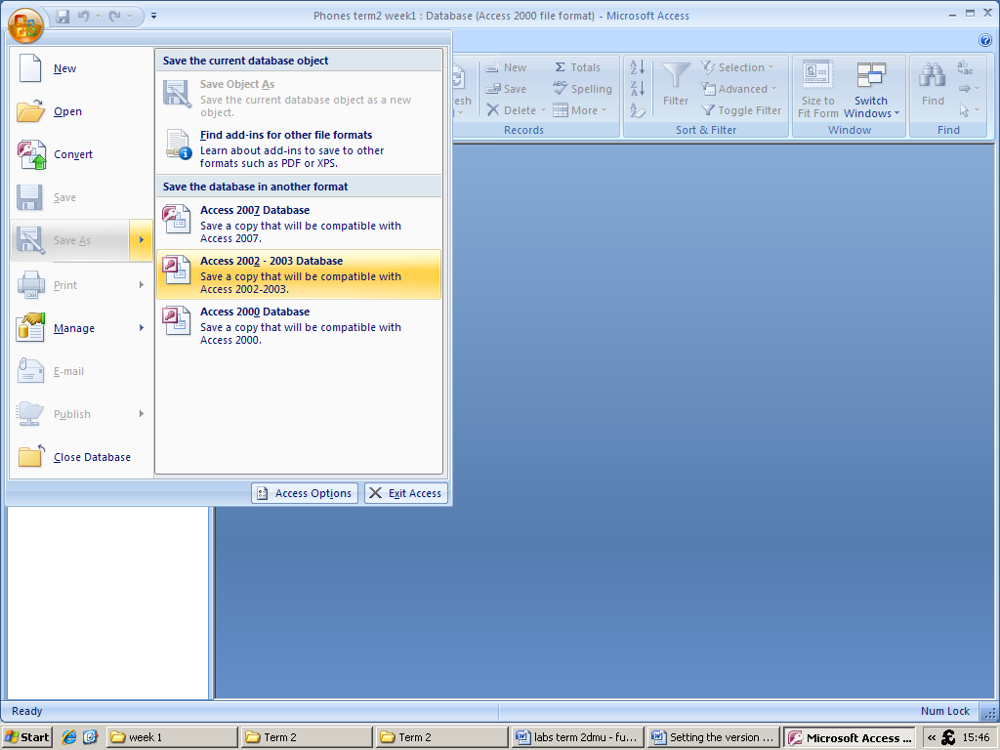 Phones term2 week1 : Database (Access 2000 file format) - Microsoft Access
New
Open
Convert
Save
Save As
Print
Manage
E-mail
Publish
Close Database
Save the current database object
Save Object As
Save the current database object as a new
object.
Find add-ins for other file formats
Learn about add-ins to save to other
formats such as PDF or XPS.
Save the database in another format
Access 2007 Database
Save a copy that will be compatible with
Access 2007.
Access 2002 - 2003 Database
Save a copy that will be compatible with
Access 2002-2003.
Access 2000 Database
Save a copy that will be compatible with
Access 2000.
Access Options
Exit Access
esh
New
Save
Delete
Totals
Spelling
More
Records
Filter
Selection
Advanced
Toggle Filter
Sort & Filter
Size to
Fit Form
Switch
Windows
Window
Find
Find
Ready
Num Lock
Start
week 1
Term 2
Term 2
labs term 2dmu - fu...
Setting the version ...
Microsoft Access ...
15:46